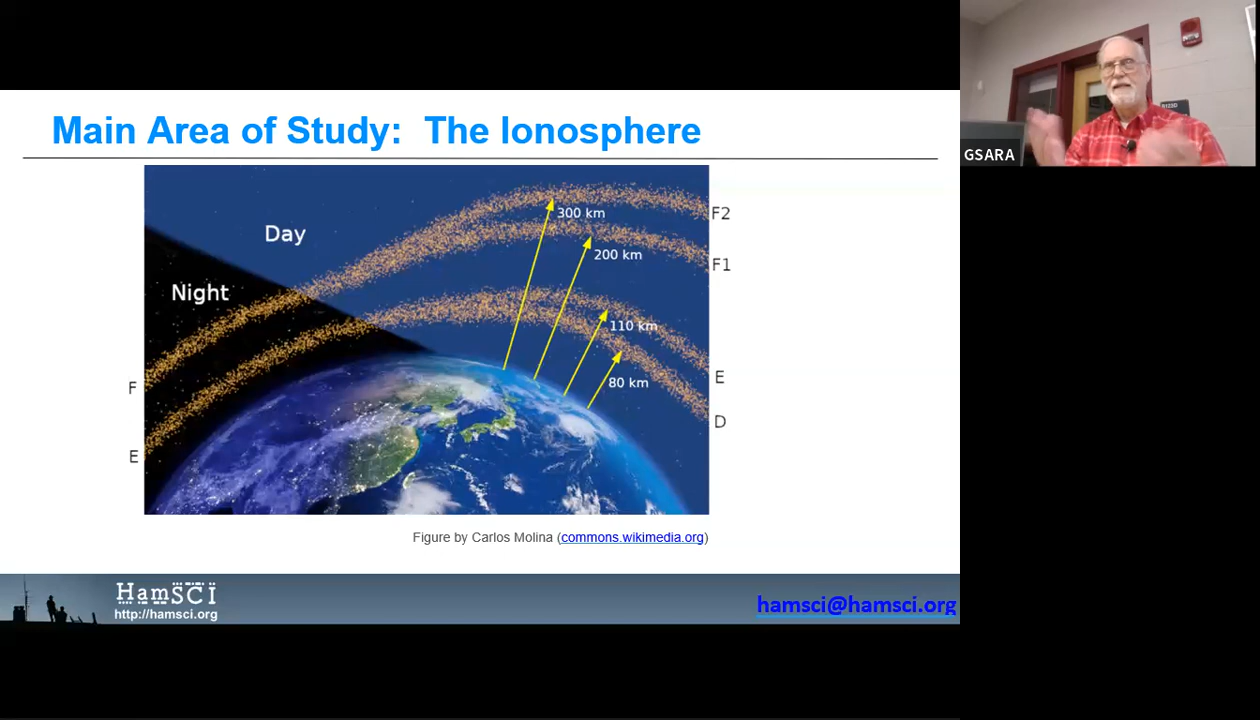 Main Area of Study: The Ionosphere
GSARA
Day
Night
300 km
200 km
110 km
80 km
F2
F1
E
D
F
E
Figure by Carlos Molina (commons.wikimedia.org)
HamSCI
http://hamsci.org
hamsci@hamsci.org